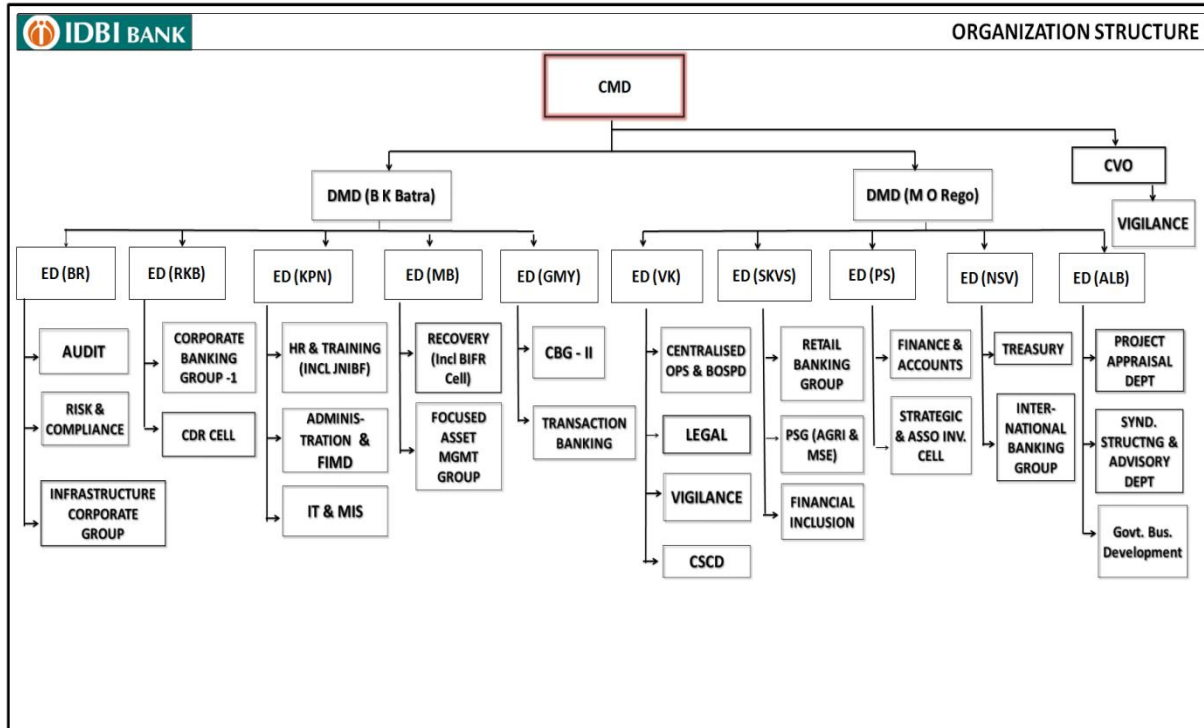 IDBI BANK
ORGANIZATION STRUCTURE
CMD
DMD (B K Batra)
DMD (M O Rego)
CVO
VIGILANCE
ED (BR)
ED (RKB)
ED (KPN)
ED (MB)
ED (GMY)
ED (VK)
ED (SKVS)
ED (PS)
ED (NSV)
ED (ALB)
AUDIT
RISK &
COMPLIANCE
INFRASTRUCTURE
CORPORATE
GROUP
CORPORATE
BANKING
GROUP -1
CDR CELL
HR & TRAINING
(INCL JNIBF)
ADMINIS-
TRATION &
FIMD
IT & MIS
RECOVERY
(Incl BIFR
Cell)
FOCUSED
ASSET
MGMT
GROUP
CBG - II
TRANSACTION
BANKING
CENTRALISED
OPS & BOSPD
LEGAL
VIGILANCE
CSCD
RETAIL
BANKING
GROUP
PSG (AGRI &
MSE)
FINANCIAL
INCLUSION
FINANCE &
ACCOUNTS
STRATEGIC
& ASSO INV.
CELL
TREASURY
INTER-
NATIONAL
BANKING
GROUP
PROJECT
APPRAISAL
DEPT
SYND.
STRUCTNG &
ADVISORY
DEPT
Govt. Bus.
Development